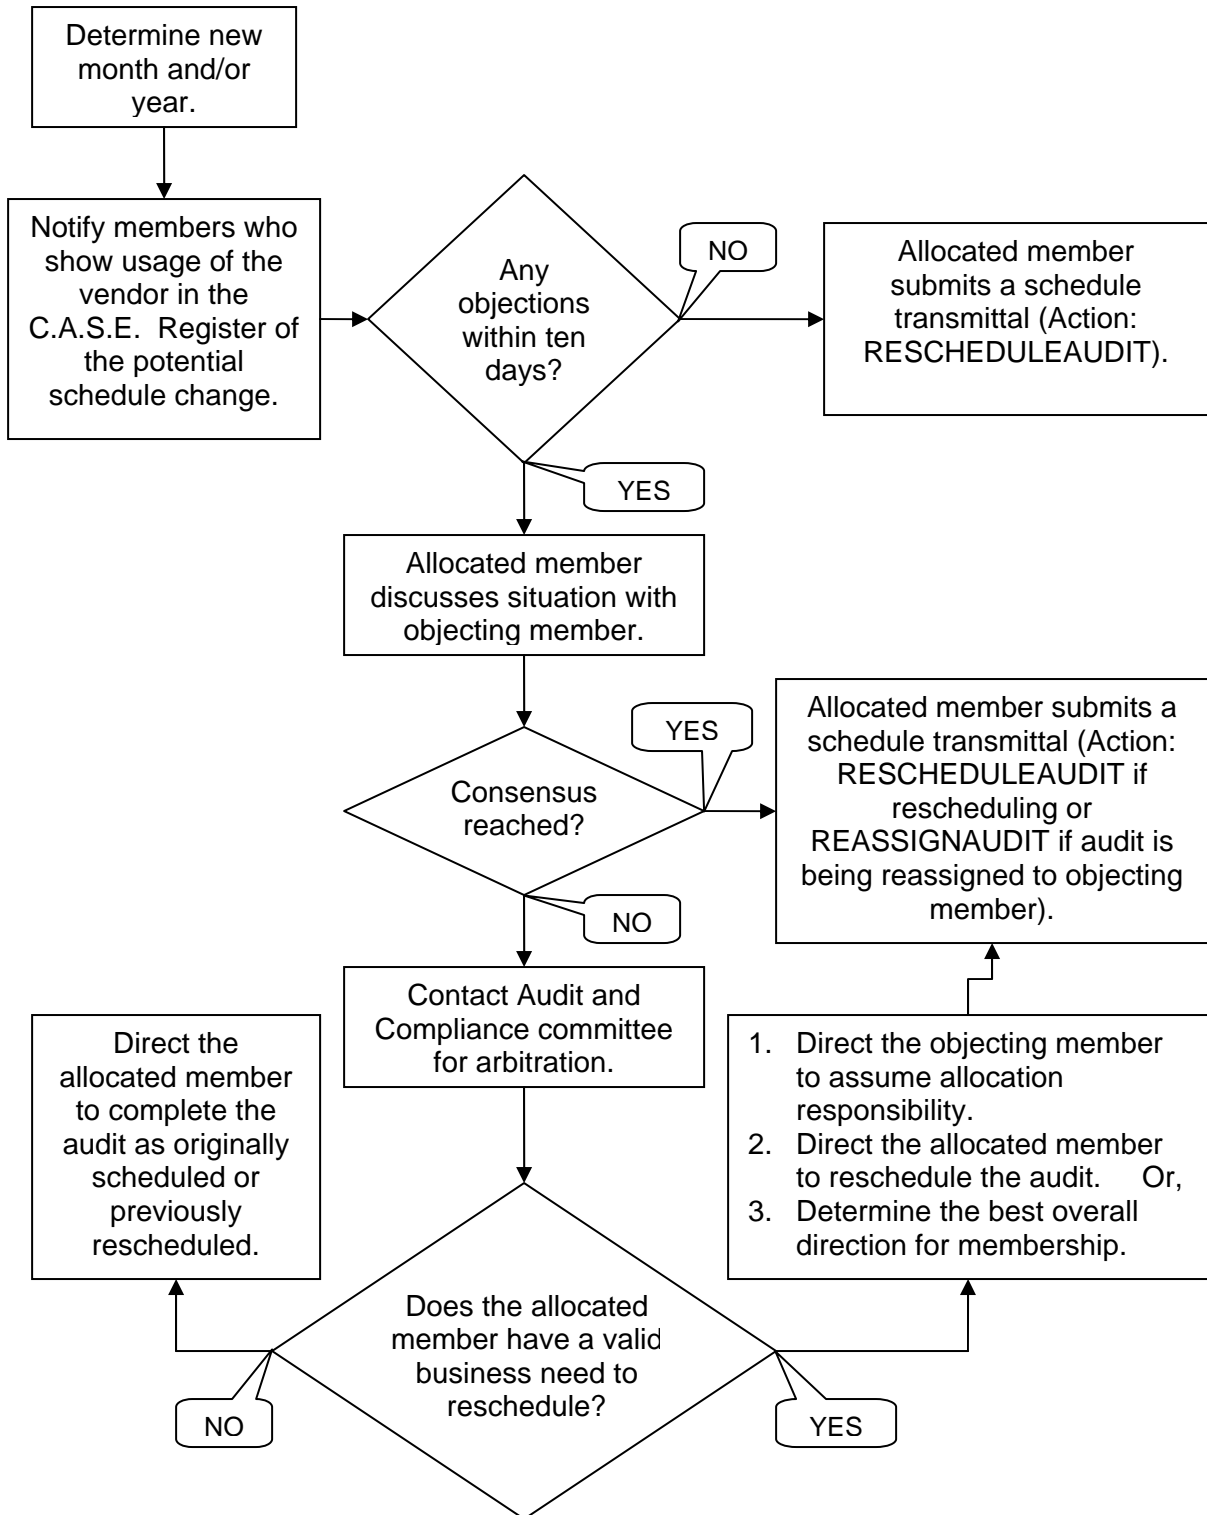 Determine new
month and/or
year.
Notify members who
show usage of the
vendor in the
C.A.S.E. Register of
the potential
schedule change.
Any
objections
within ten
days?
NO
Allocated member
submits a schedule
transmittal (Action:
RESCHEDULEAUDIT).
YES
Allocated member
discusses situation with
objecting member.
Consensus
reached?
YES
Allocated member submits a
schedule transmittal (Action:
RESCHEDULEAUDIT if
rescheduling or
REASSIGNAUDIT if audit is
being reassigned to objecting
member).
NO
Contact Audit and
Compliance committee
for arbitration.
Direct the
allocated member
to complete the
audit as originally
scheduled or
previously
rescheduled.
1. Direct the objecting member
to assume allocation
responsibility.
2. Direct the allocated member
to reschedule the audit. Or,
3. Determine the best overall
direction for membership.
Does the allocated
member have a valid
business need to
reschedule?
NO
YES